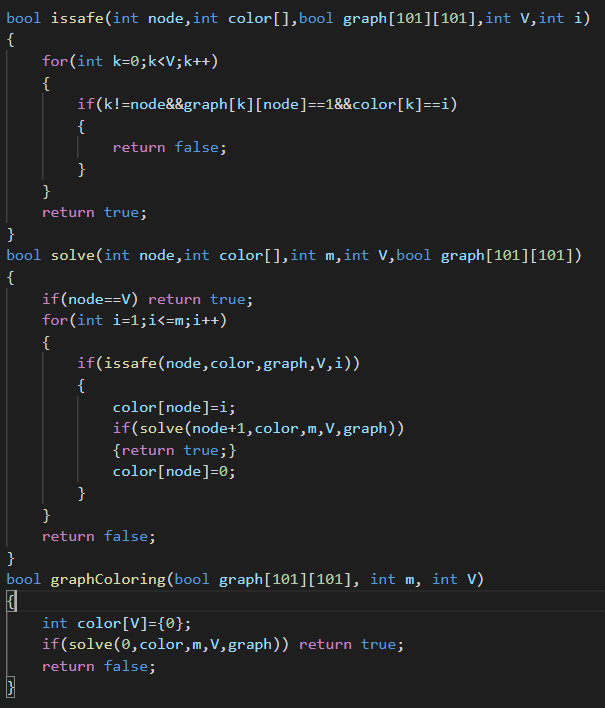 bool issafe(int node,int color[],bool graph[101][101],int V,int i)
{
    for(int k=0;k<V;k++)
    {
        if(k!=node&&graph[k][node]==1&&color[k]==i)
        {
            return false;
        }
    }
    return true;
}
bool solve(int node,int color[],int m,int V,bool graph[101][101])
{
    if(node==V) return true;
    for(int i=1;i<=m;i++)
    {
        if(issafe(node,color,graph,V,i))
        {
            color[node]=i;
            if(solve(node+1,color,m,V,graph))
            {return true;}
            color[node]=0;
        }
    }
    return false;
}
bool graphColoring(bool graph[101][101], int m, int V)
{
    int color[V]={0};
    if(solve(0,color,m,V,graph)) return true;
    return false;
}